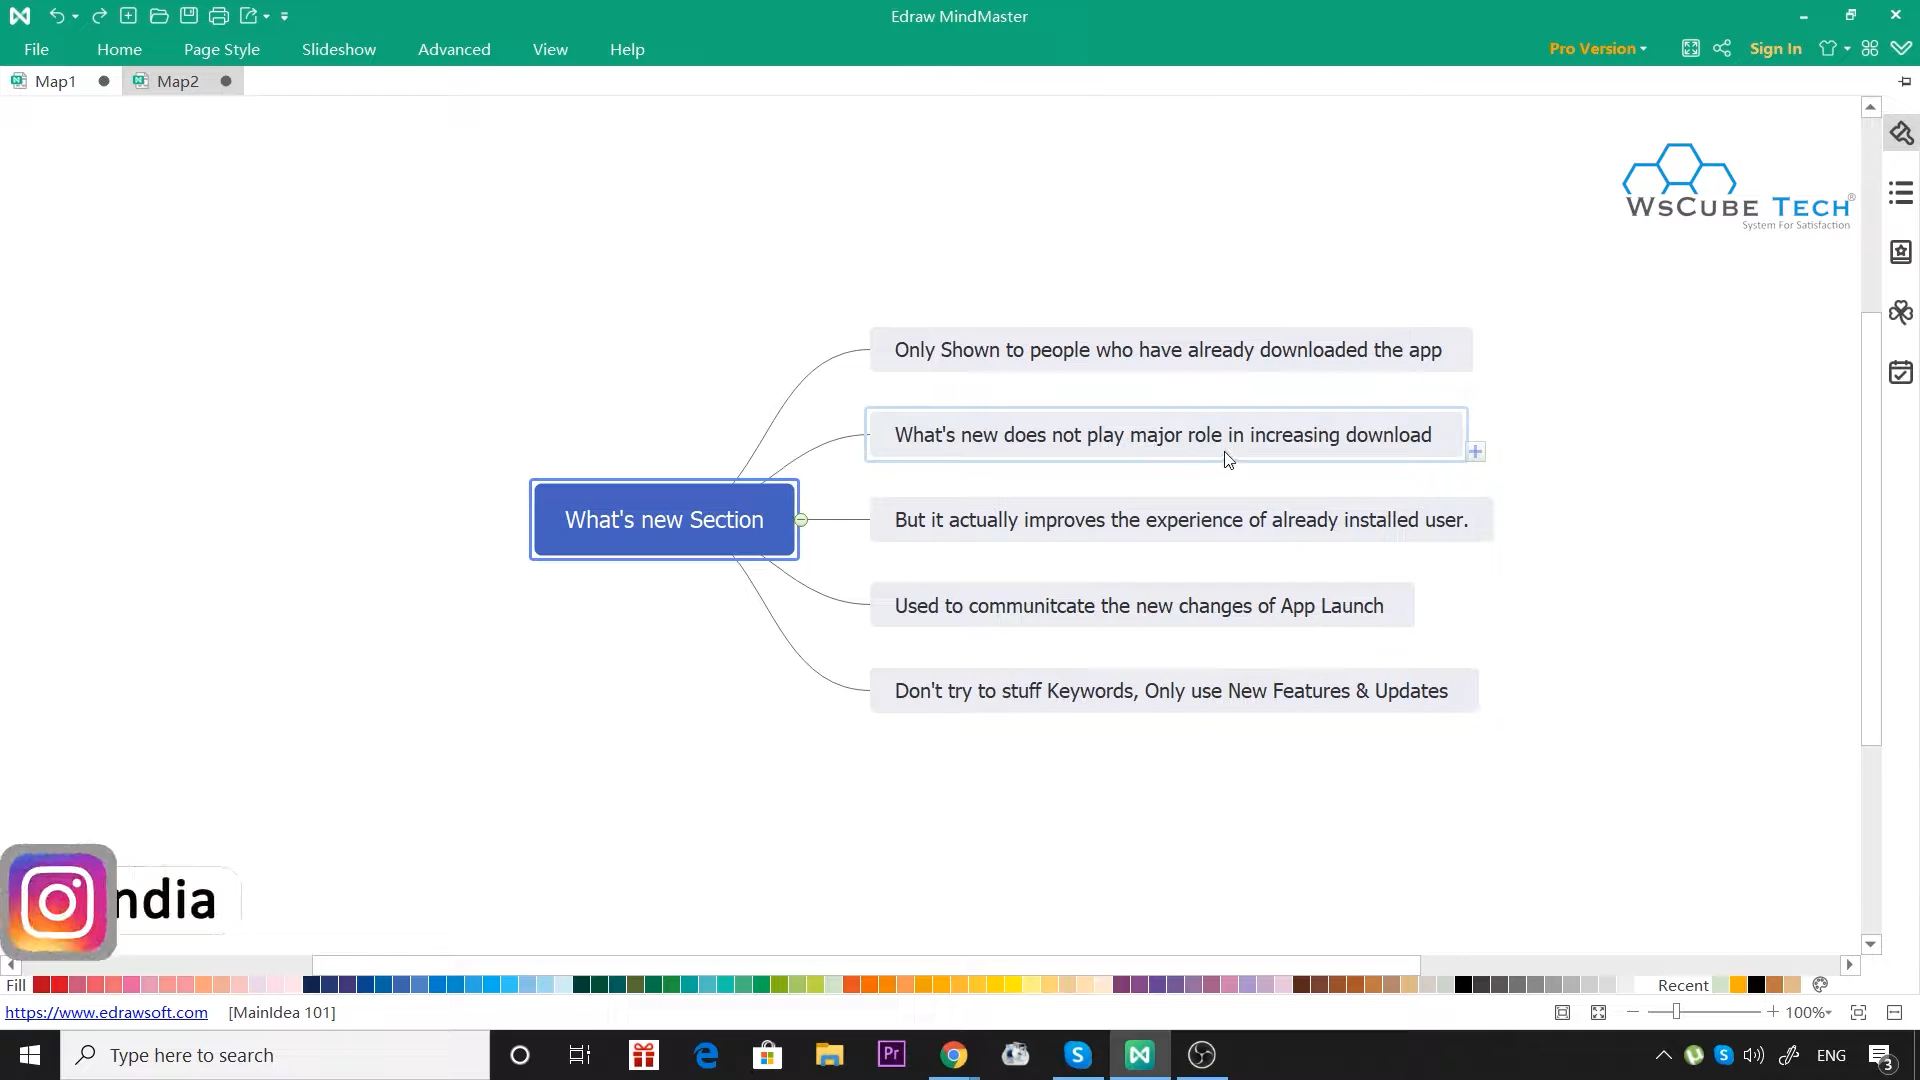 Edraw MindMaster
File Home Page Style Slideshow Advanced View Help Pro Version Sign In
Map1 Map2
WsCube Tech®
System For Satisfaction
Only Shown to people who have already downloaded the app
What's new does not play major role in increasing download
What's new Section
But it actually improves the experience of already installed user.
Used to communitcate the new changes of App Launch
Don't try to stuff Keywords, Only use New Features & Updates
ndia
Fill Recent
https://www.edrawsoft.com [MainIdea 101] 100%
Type here to search Pr ENG 3